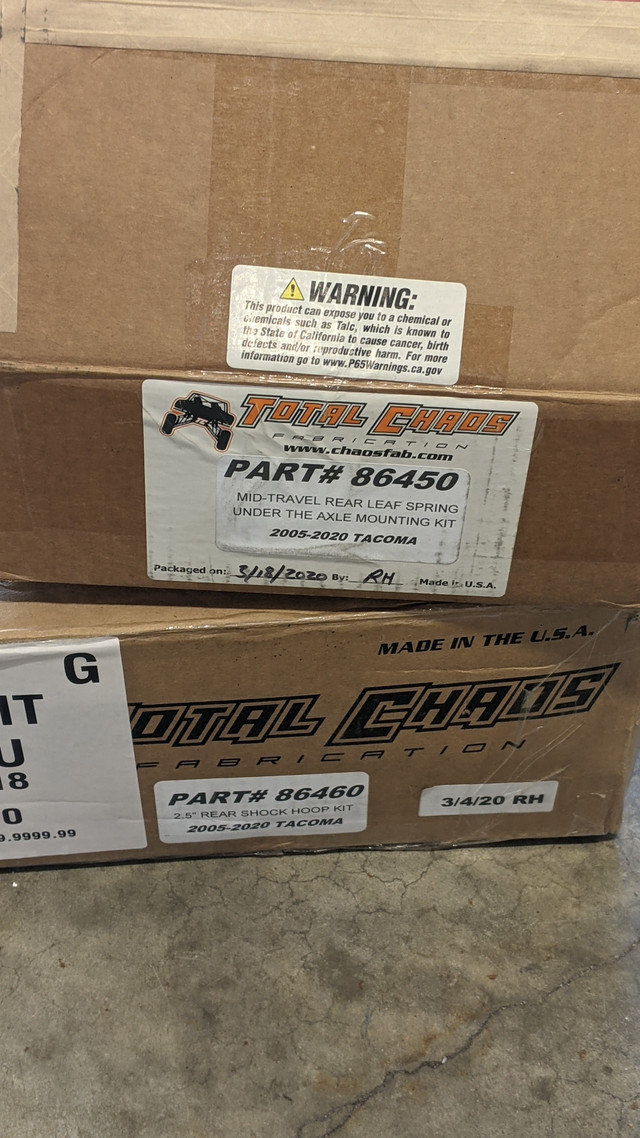 WARNING:
This product can expose you to a chemical or
chemicals such as Talc, which is known to
the State of California to cause cancer, birth
defects and/or reproductive harm. For more
information go to www.P65Warnings.ca.gov
TOTAL CHAOS
FABRICATION
www.chaosfab.com
PART# 86450
MID-TRAVEL REAR LEAF SPRING
UNDER THE AXLE MOUNTING KIT
2005-2020 TACOMA
Packaged on: 3/18/2020 By: RH Made in U.S.A.
MADE IN THE U.S.A.
G
IT
U
18
0
9.9999.99
OTAL CHAOS
FABRICATION
PART# 86460
2.5" REAR SHOCK HOOP KIT
2005-2020 TACOMA
3/4/20 RH